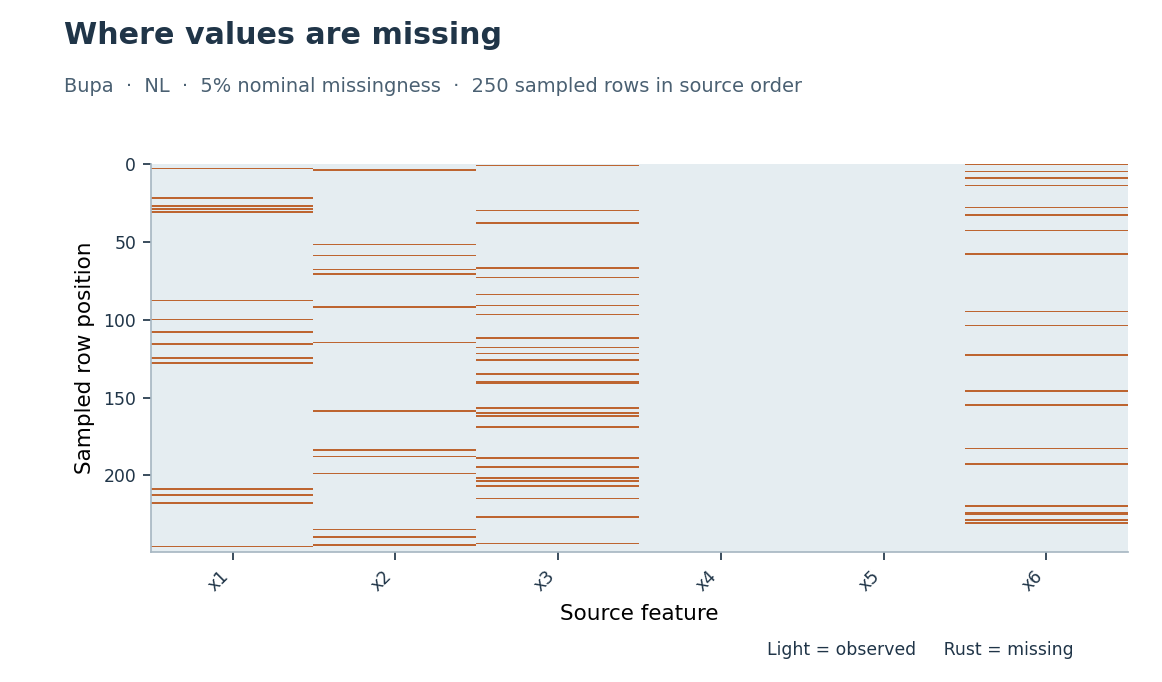 Where values are missing
Bupa · NL · 5% nominal missingness · 250 sampled rows in source order
0
50
100
150
200
Sampled row position
x1
x2
x3
x4
x5
x6
Source feature
Light = observed Rust = missing